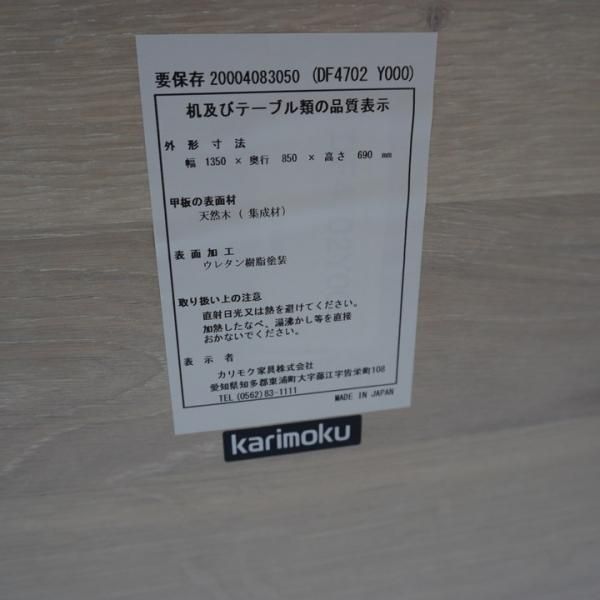 要保存 20004083050 (DF4702 Y000)
机及びテーブル類の品質表示
外形寸法
幅 1350 × 奥行 850 × 高さ 690 mm
甲板の表面材
天然木( 集成材)
表面加工
ウレタン樹脂塗装
取り扱い上の注意
直射日光又は熱を避けてください。
加熱したなべ、湯沸かし等を直接
おかないでください。
表示者
カリモク家具株式会社
愛知県知多郡東浦町大字藤江字皆栄町108
TEL (0562)83-1111 MADE IN JAPAN
karimoku